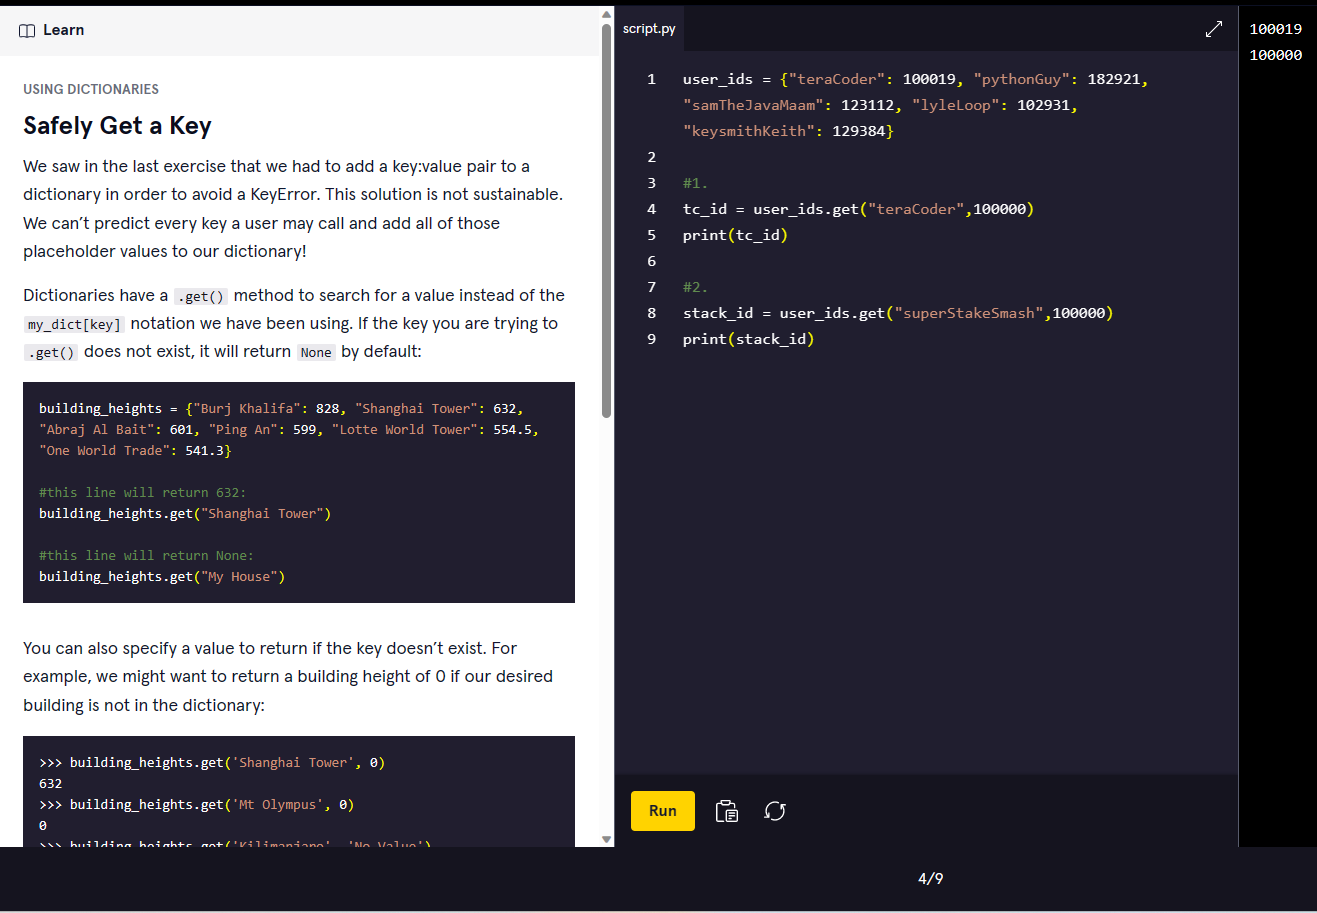 Learn
USING DICTIONARIES
Safely Get a Key
We saw in the last exercise that we had to add a key:value pair to a
dictionary in order to avoid a KeyError. This solution is not sustainable.
We can’t predict every key a user may call and add all of those
placeholder values to our dictionary!
Dictionaries have a .get() method to search for a value instead of the
my_dict[key] notation we have been using. If the key you are trying to
.get() does not exist, it will return None by default:
building_heights = {"Burj Khalifa": 828, "Shanghai Tower": 632,
"Abraj Al Bait": 601, "Ping An": 599, "Lotte World Tower": 554.5,
"One World Trade": 541.3}
#this line will return 632:
building_heights.get("Shanghai Tower")
#this line will return None:
building_heights.get("My House")
You can also specify a value to return if the key doesn’t exist. For
example, we might want to return a building height of 0 if our desired
building is not in the dictionary:
>>> building_heights.get('Shanghai Tower', 0)
632
>>> building_heights.get('Mt Olympus', 0)
0
>>> building_heights.get('Kilimanjaro', 'No Value')
script.py
1 user_ids = {"teraCoder": 100019, "pythonGuy": 182921,
"samTheJavaMaam": 123112, "lyleLoop": 102931,
"keysmithKeith": 129384}
2
3 #1.
4 tc_id = user_ids.get("teraCoder",100000)
5 print(tc_id)
6
7 #2.
8 stack_id = user_ids.get("superStakeSmash",100000)
9 print(stack_id)
Run
100019
100000
4/9